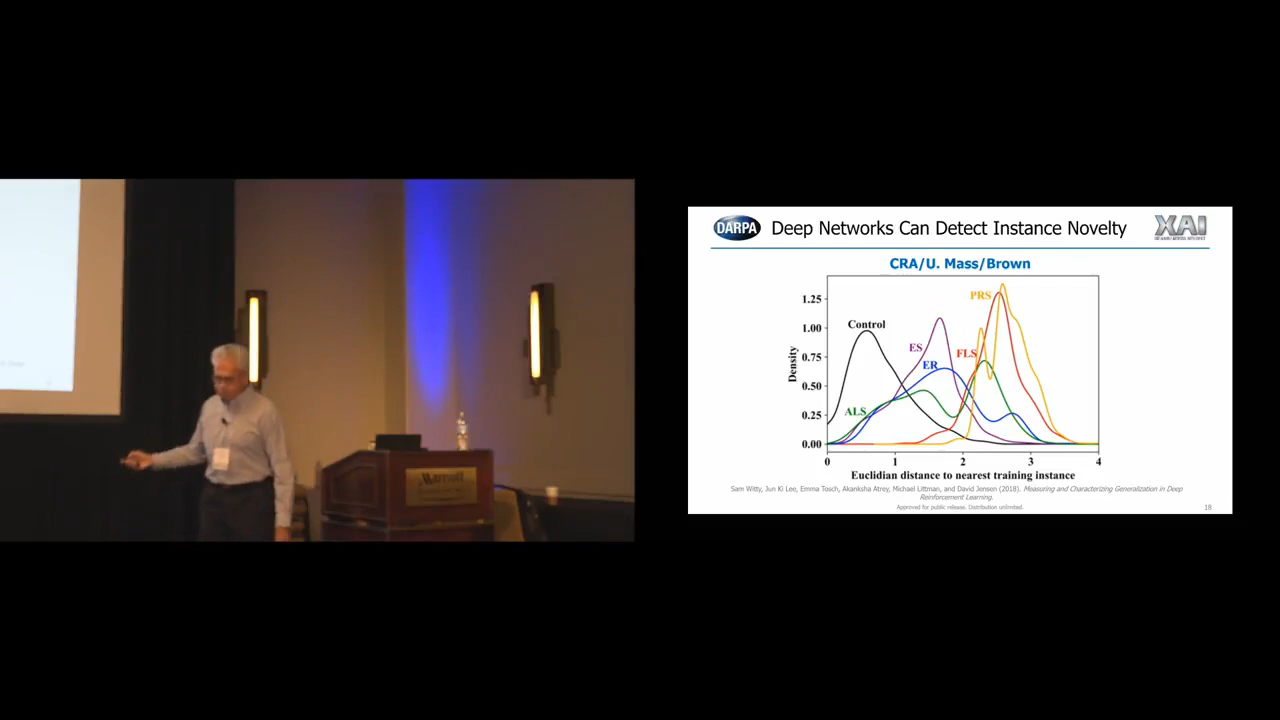 Marriott
DARPA
Deep Networks Can Detect Instance Novelty
XAI
CRA/U. Mass/Brown
Density
1.25
1.00
0.75
0.50
0.25
0.00
Control
PRS
ES
FLS
ER
ALS
0
1
2
3
4
Euclidian distance to nearest training instance
Sam Witty, Jun Ki Lee, Emma Tosch, Akanksha Atrey, Michael Littman, and David Jensen (2018). Measuring and Characterizing Generalization in Deep
Reinforcement Learning.
Approved for public release. Distribution unlimited.
18